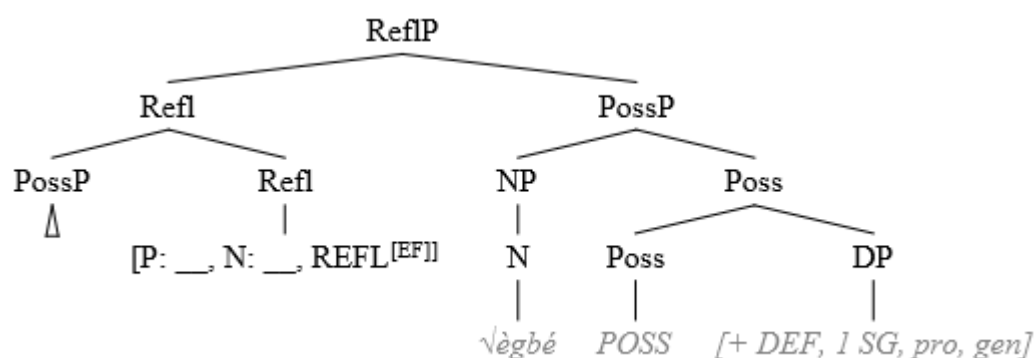 ReflP
Refl PossP
PossP Refl NP Poss
[P: __, N: __, REFL[EF]] N Poss DP
√ègbé POSS [+ DEF, 1 SG, pro, gen]